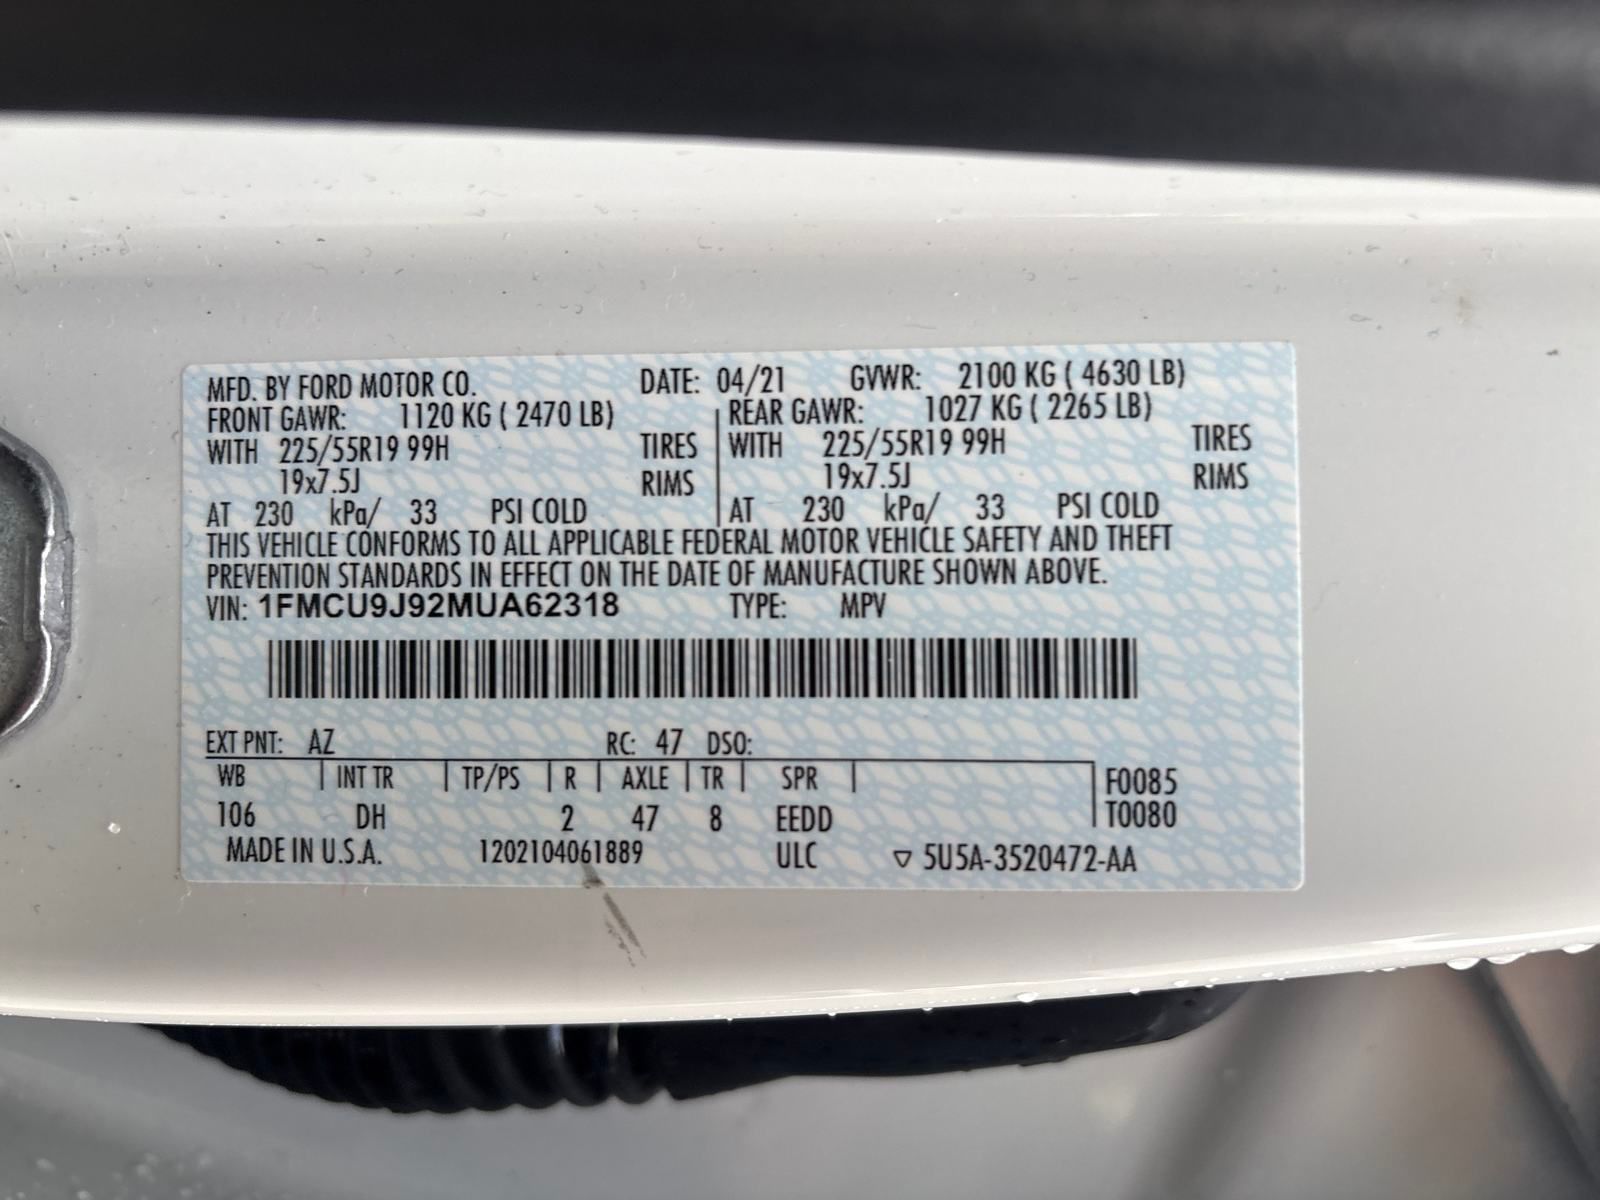 MFD. BY FORD MOTOR CO. DATE: 04/21 GVWR: 2100 KG ( 4630 LB)
FRONT GAWR: 1120 KG ( 2470 LB) REAR GAWR: 1027 KG ( 2265 LB)
WITH 225/55R19 99H TIRES WITH 225/55R19 99H TIRES
19x7.5J RIMS 19x7.5J RIMS
AT 230 kPa/ 33 PSI COLD AT 230 kPa/ 33 PSI COLD
THIS VEHICLE CONFORMS TO ALL APPLICABLE FEDERAL MOTOR VEHICLE SAFETY AND THEFT
PREVENTION STANDARDS IN EFFECT ON THE DATE OF MANUFACTURE SHOWN ABOVE.
VIN: 1FMCU9J92MUA62318 TYPE: MPV
EXT PNT: AZ RC: 47 DSO:
WB INT TR TP/PS R AXLE TR SPR F0085
106 DH 2 47 8 EEDD T0080
MADE IN U.S.A. 1202104061889 ULC ▽ 5U5A-3520472-AA